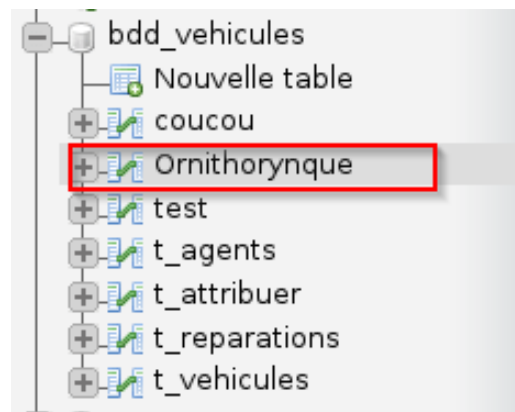 bdd_vehicules
Nouvelle table
coucou
Ornithorynque
test
t_agents
t_attribuer
t_reparations
t_vehicules